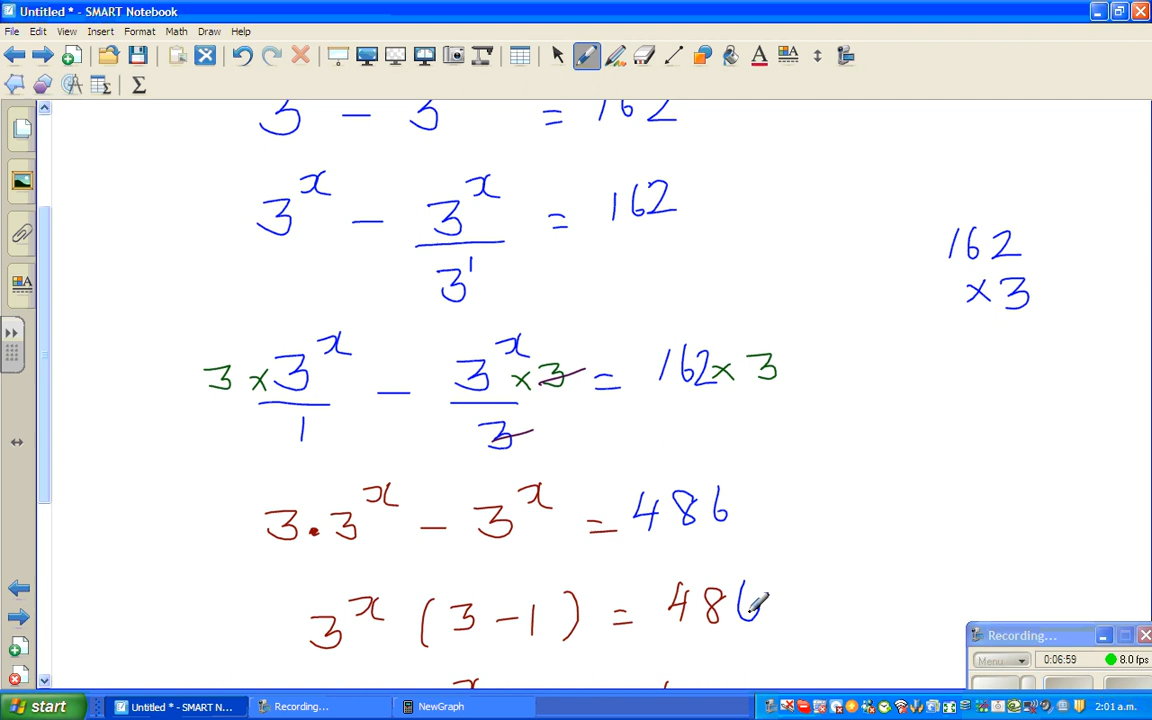 Untitled * - SMART Notebook
File Edit View Insert Format Math Draw Help
3 - 3 = 162
3^x - 3^x / 3^1 = 162
162
× 3
3 × 3^x / 1 - 3^x × 3 / 3 = 162 × 3
3 · 3^x - 3^x = 486
3^x (3 - 1) = 486
Recording...
Menu
0:06:59
8.0 fps
start
Untitled * - SMART N...
Recording...
NewGraph
2:01 a.m.